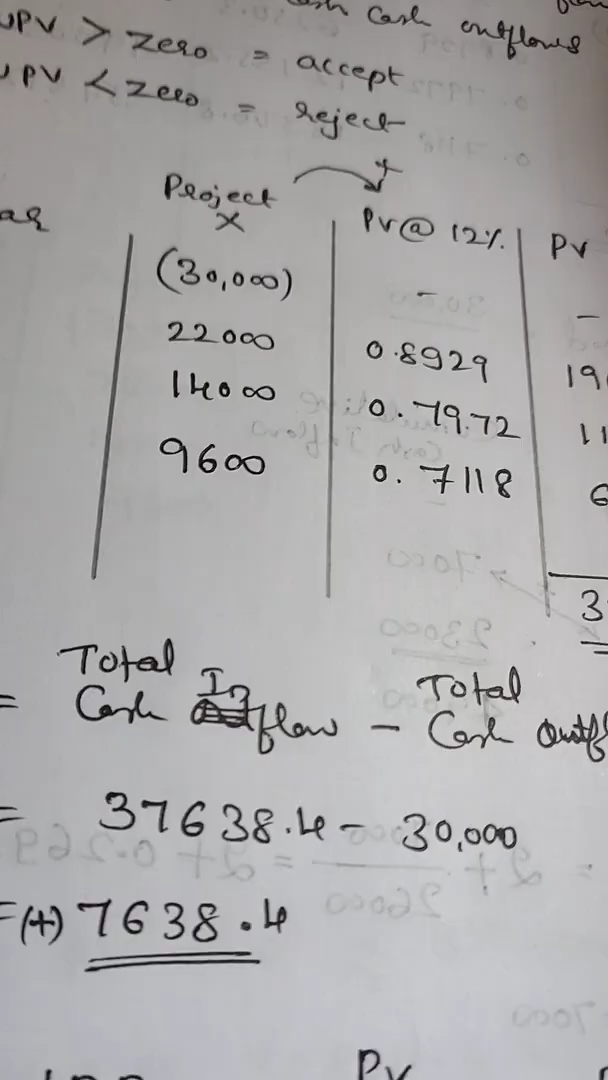 Cash outflows
NPV > Zero = accept
NPV < Zero = reject
Project X
PV@ 12%
PV
(30,000) - -
22000 0.8929 19
14000 0.7972 11
9600 0.7118 6
3
= Total Cash Inflow - Total Cash outf
= 37638.4 - 30,000
= (+) 7638.4
PV